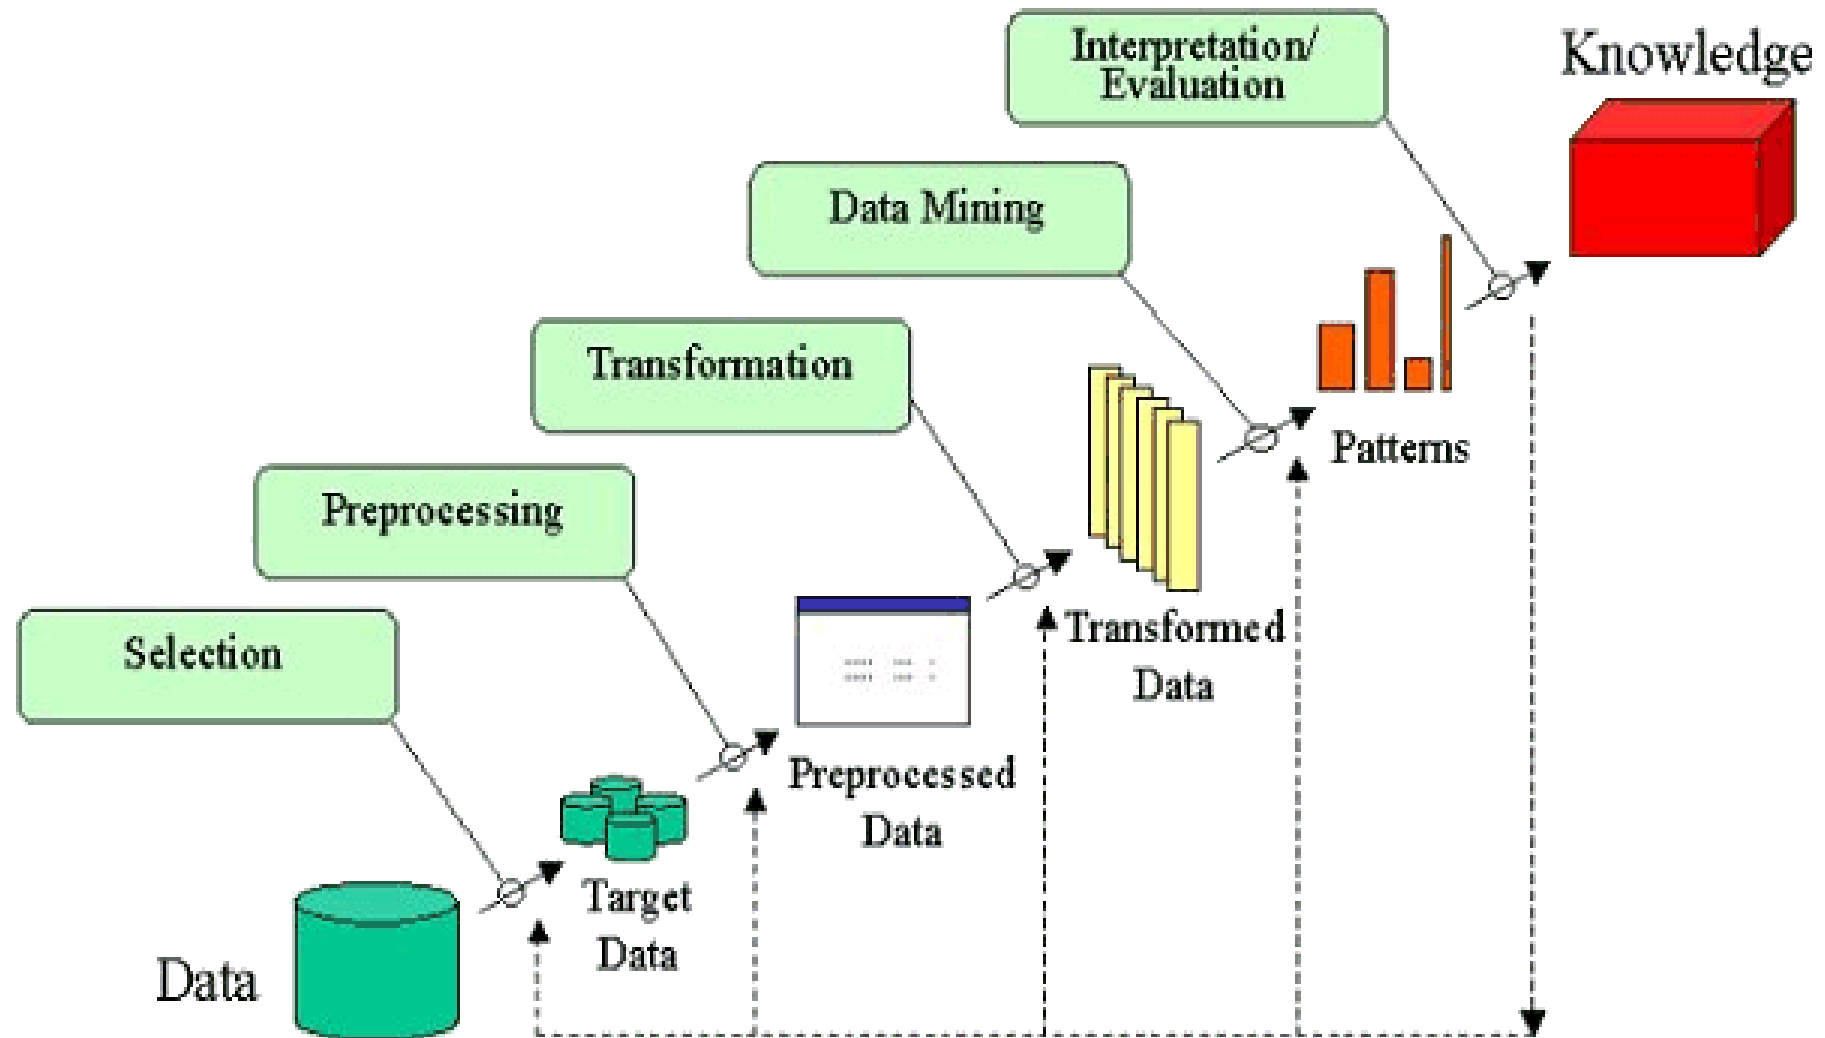 Interpretation/
Evaluation
Knowledge
Data Mining
Transformation
Patterns
Preprocessing
Transformed
Data
Selection
Preprocessed
Data
Target
Data
Data